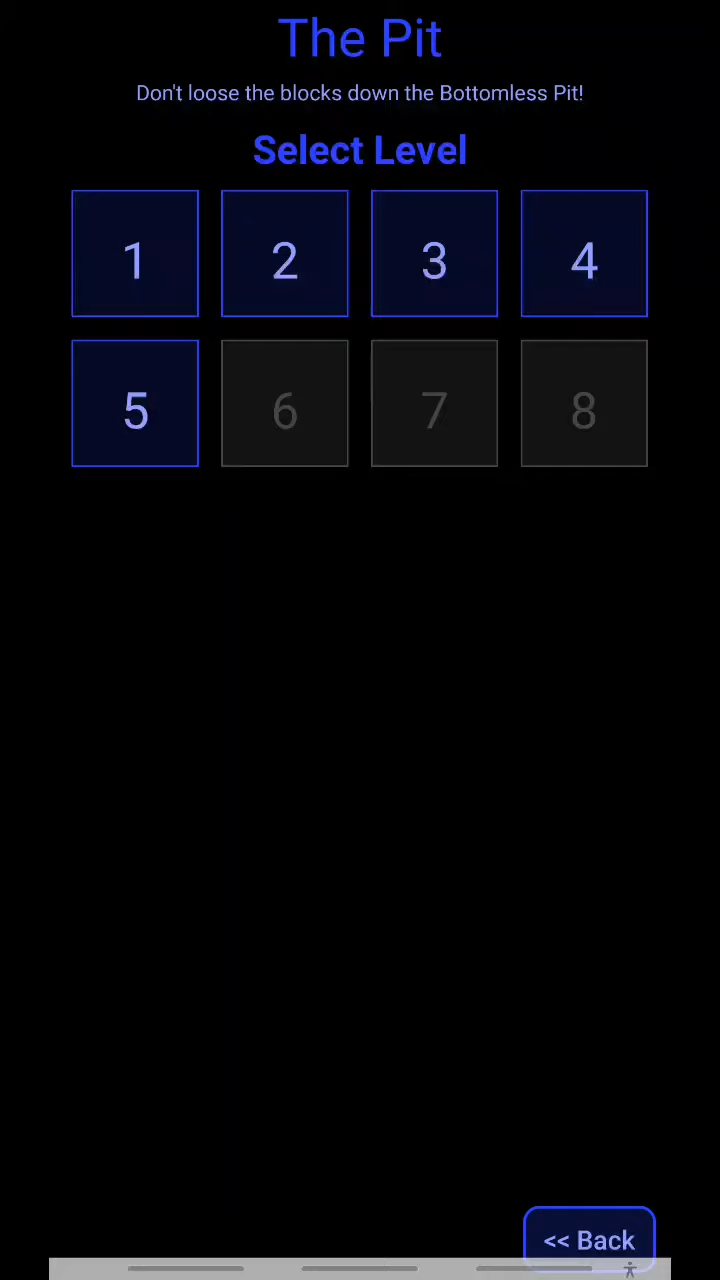 The Pit
Don't loose the blocks down the Bottomless Pit!
Select Level
1 2 3 4
5 6 7 8
<< Back